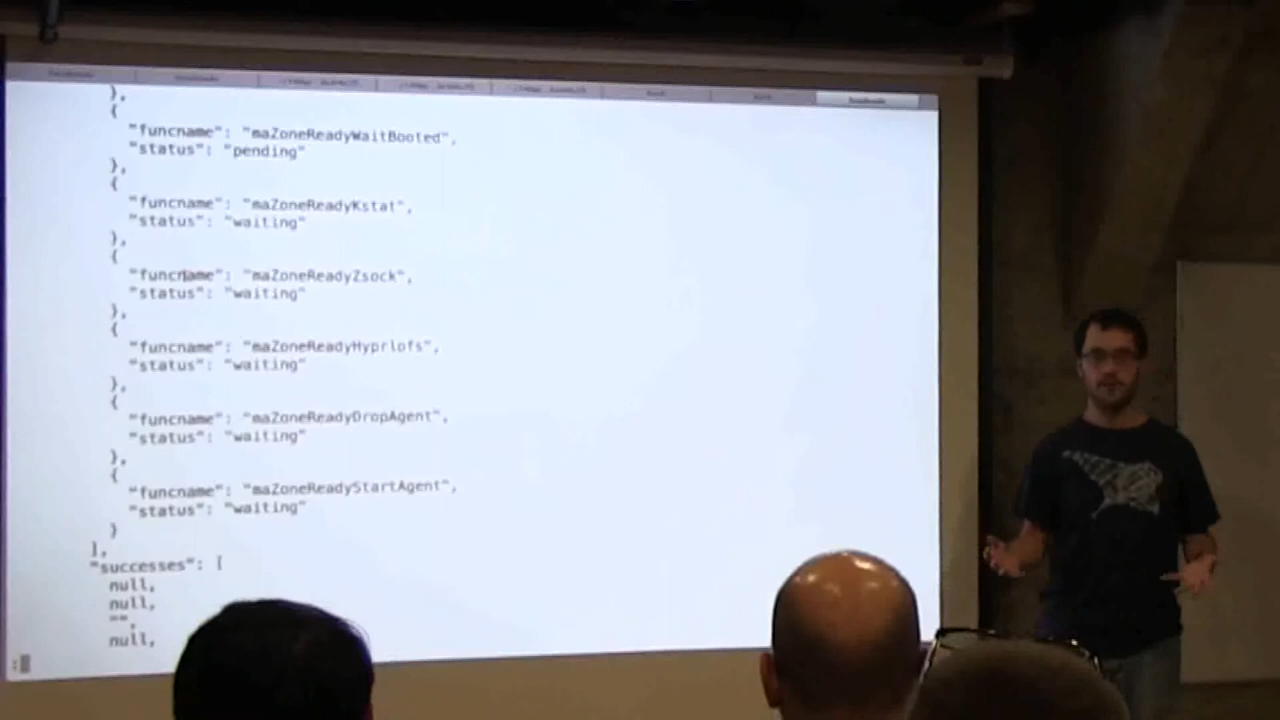 },
{
"funcname": "maZoneReadyWaitBooted",
"status": "pending"
},
{
"funcname": "maZoneReadyKstat",
"status": "waiting"
},
{
"funcname": "maZoneReadyZsock",
"status": "waiting"
},
{
"funcname": "maZoneReadyHyprlofs",
"status": "waiting"
},
{
"funcname": "maZoneReadyDropAgent",
"status": "waiting"
},
{
"funcname": "maZoneReadyStartAgent",
"status": "waiting"
}
],
"successes": [
null,
null,
"",
null,
: